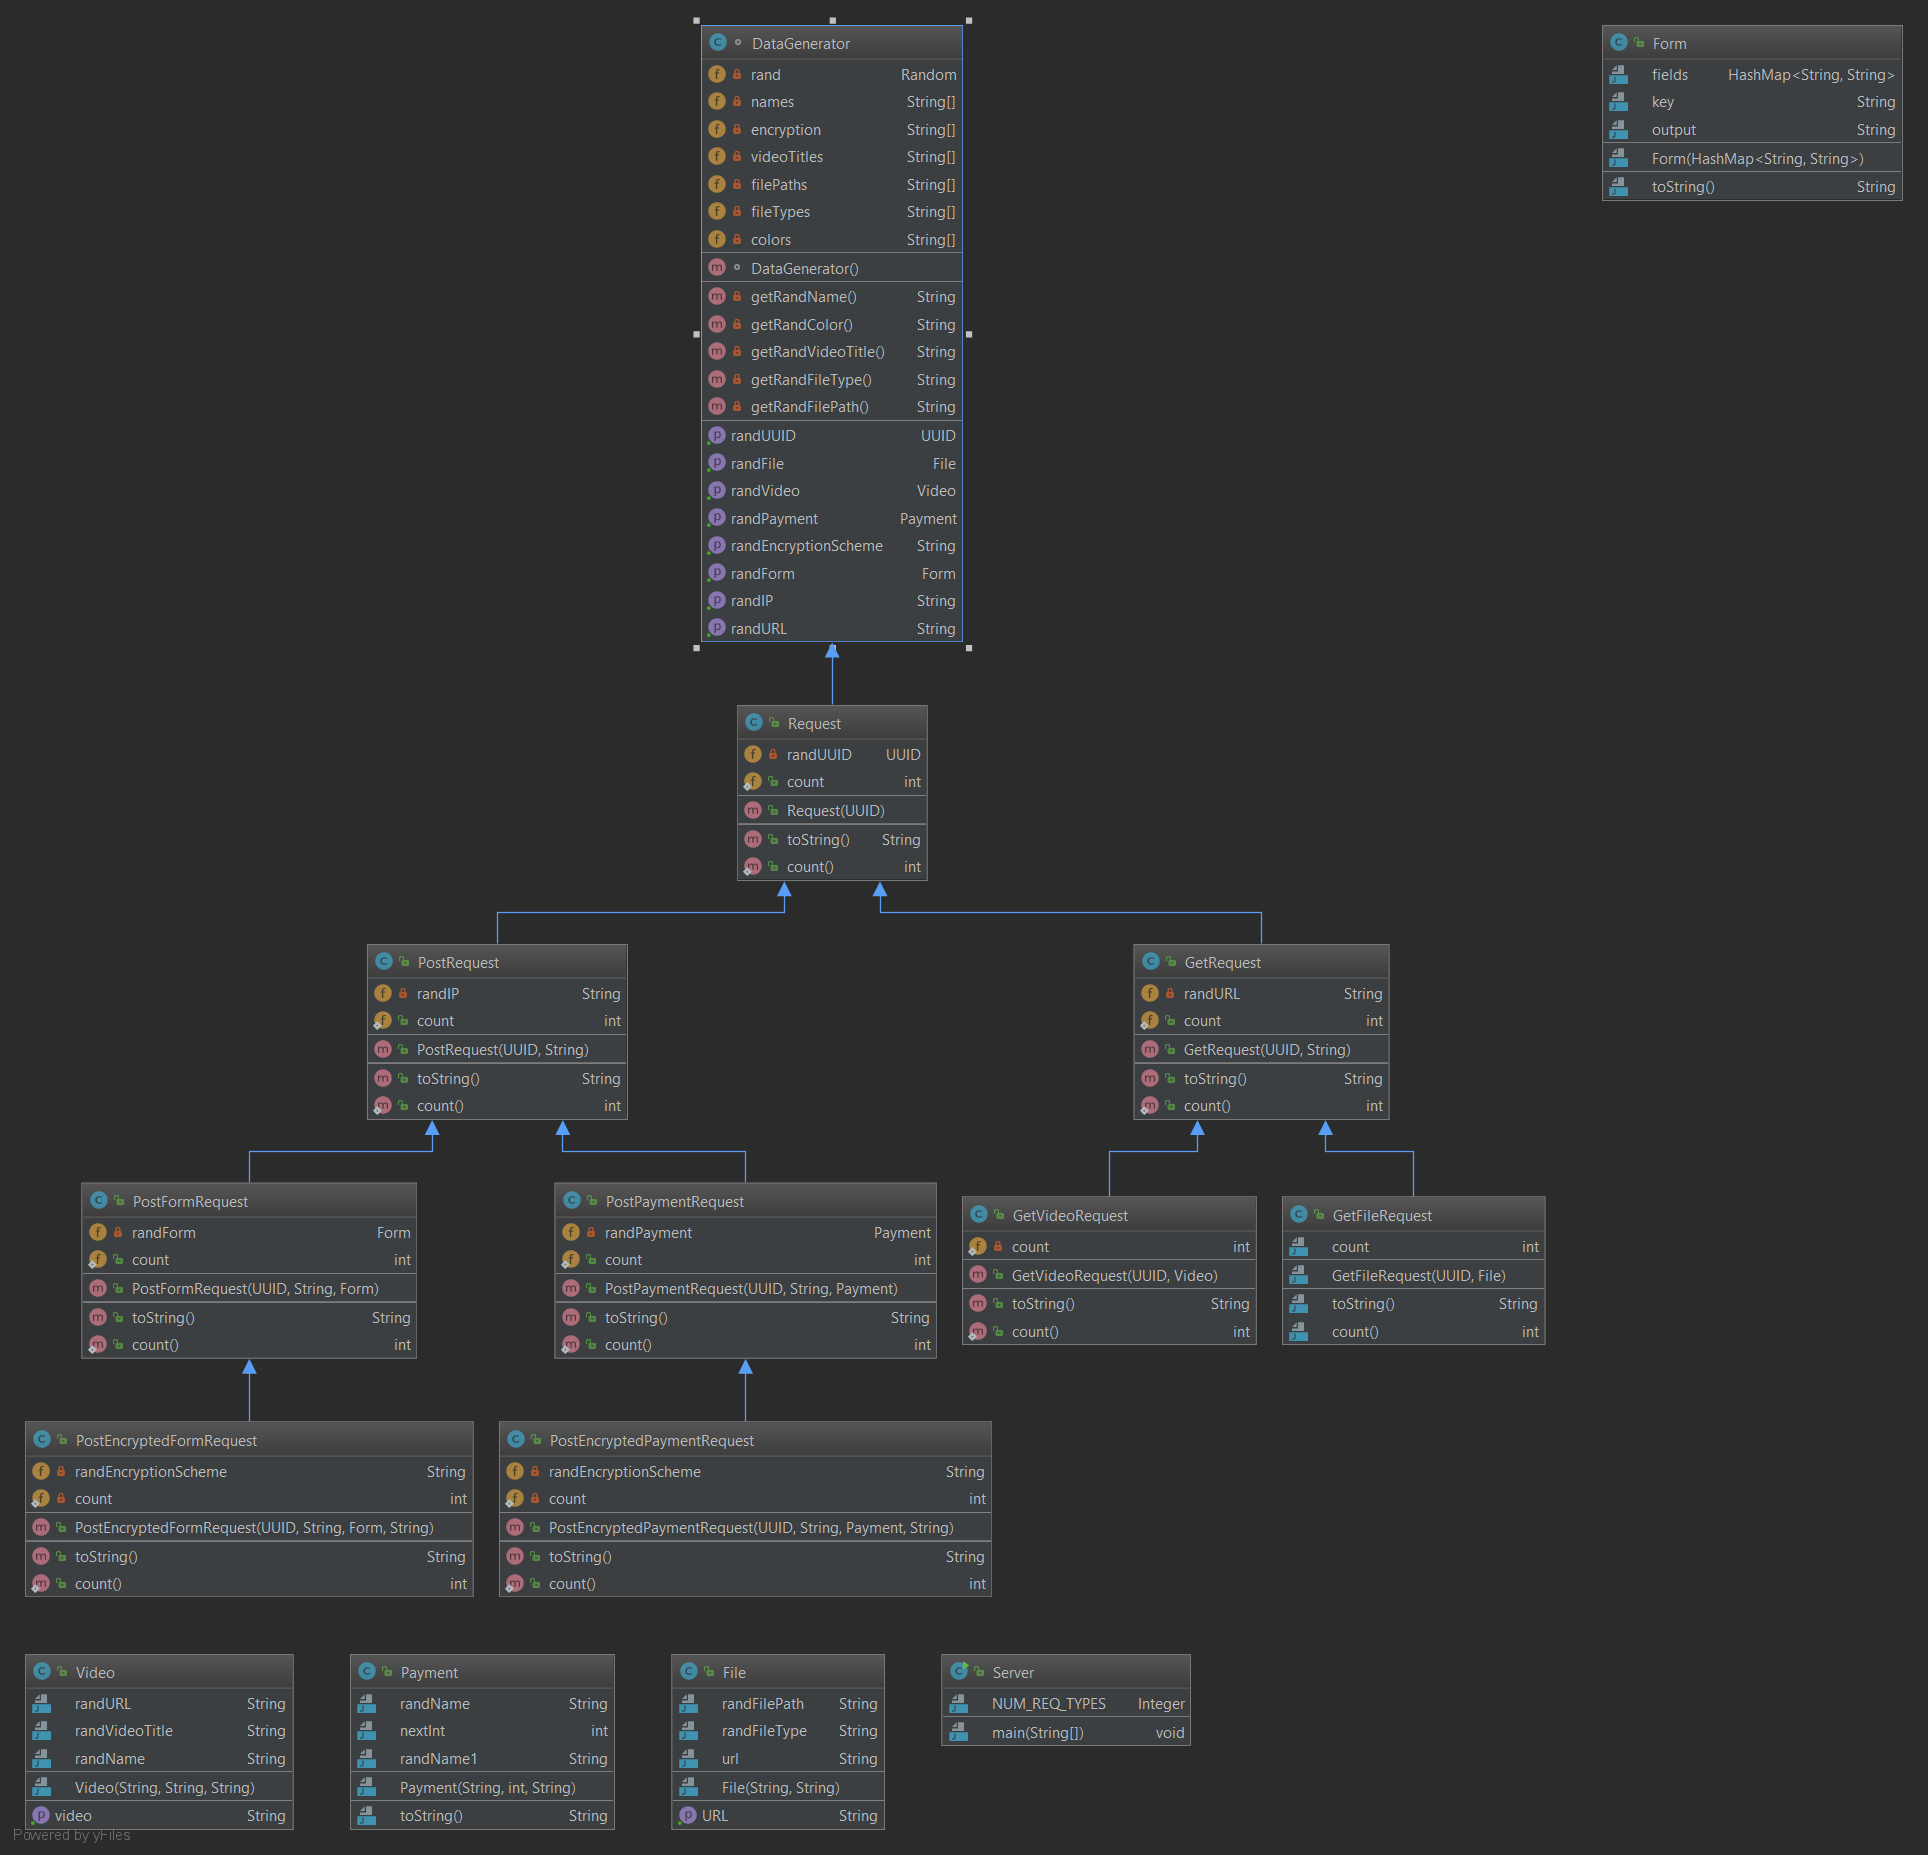 DataGenerator
rand Random
names String[]
encryption String[]
videoTitles String[]
filePaths String[]
fileTypes String[]
colors String[]
DataGenerator()
getRandName() String
getRandColor() String
getRandVideoTitle() String
getRandFileType() String
getRandFilePath() String
randUUID UUID
randFile File
randVideo Video
randPayment Payment
randEncryptionScheme String
randForm Form
randIP String
randURL String
Form
fields HashMap<String, String>
key String
output String
Form(HashMap<String, String>)
toString() String
Request
randUUID UUID
count int
Request(UUID)
toString() String
count() int
PostRequest
randIP String
count int
PostRequest(UUID, String)
toString() String
count() int
GetRequest
randURL String
count int
GetRequest(UUID, String)
toString() String
count() int
PostFormRequest
randForm Form
count int
PostFormRequest(UUID, String, Form)
toString() String
count() int
PostPaymentRequest
randPayment Payment
count int
PostPaymentRequest(UUID, String, Payment)
toString() String
count() int
GetVideoRequest
count int
GetVideoRequest(UUID, Video)
toString() String
count() int
GetFileRequest
count int
GetFileRequest(UUID, File)
toString() String
count() int
PostEncryptedFormRequest
randEncryptionScheme String
count int
PostEncryptedFormRequest(UUID, String, Form, String)
toString() String
count() int
PostEncryptedPaymentRequest
randEncryptionScheme String
count int
PostEncryptedPaymentRequest(UUID, String, Payment, String)
toString() String
count() int
Video
randURL String
randVideoTitle String
randName String
Video(String, String, String)
video String
Payment
randName String
nextInt int
randName1 String
Payment(String, int, String)
toString() String
File
randFilePath String
randFileType String
url String
File(String, String)
URL String
Server
NUM_REQ_TYPES Integer
main(String[]) void
Powered by yFiles